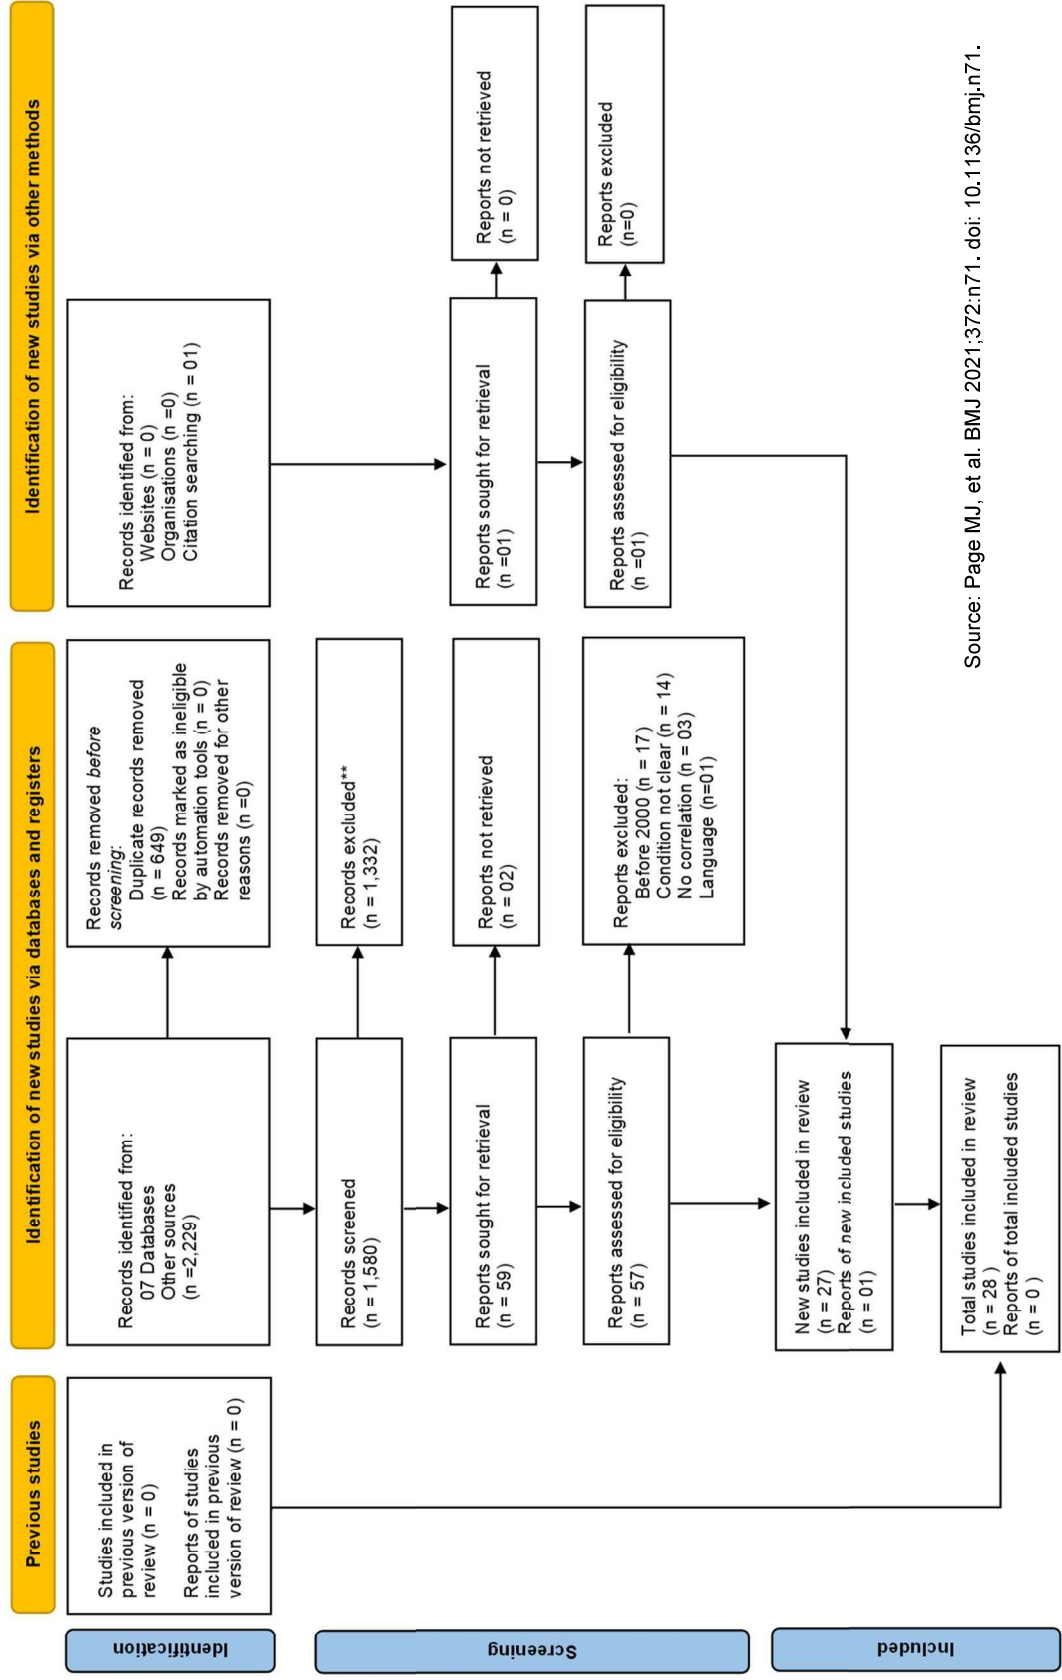 Previous studies
Identification of new studies via databases and registers
Identification of new studies via other methods
Identification
Studies included in
previous version of
review (n = 0)
Reports of studies
included in previous
version of review (n = 0)
Records identified from:
07 Databases
Other sources
(n =2,229)
Records removed before
screening:
Duplicate records removed
(n = 649)
Records marked as ineligible
by automation tools (n = 0)
Records removed for other
reasons (n =0)
Records identified from:
Websites (n = 0)
Organisations (n =0)
Citation searching (n = 01)
Screening
Records screened
(n = 1,580)
Records excluded**
(n = 1,332)
Reports sought for retrieval
(n = 59)
Reports not retrieved
(n = 02)
Reports sought for retrieval
(n =01)
Reports not retrieved
(n = 0)
Reports assessed for eligibility
(n = 57)
Reports excluded:
Before 2000 (n = 17)
Condition not clear (n = 14)
No correlation (n = 03)
Language (n=01)
Reports assessed for eligibility
(n =01)
Reports excluded
(n=0)
Included
New studies included in review
(n = 27)
Reports of new included studies
(n = 01)
Total studies included in review
(n = 28 )
Reports of total included studies
(n = 0 )
Source: Page MJ, et al. BMJ 2021;372:n71. doi: 10.1136/bmj.n71.